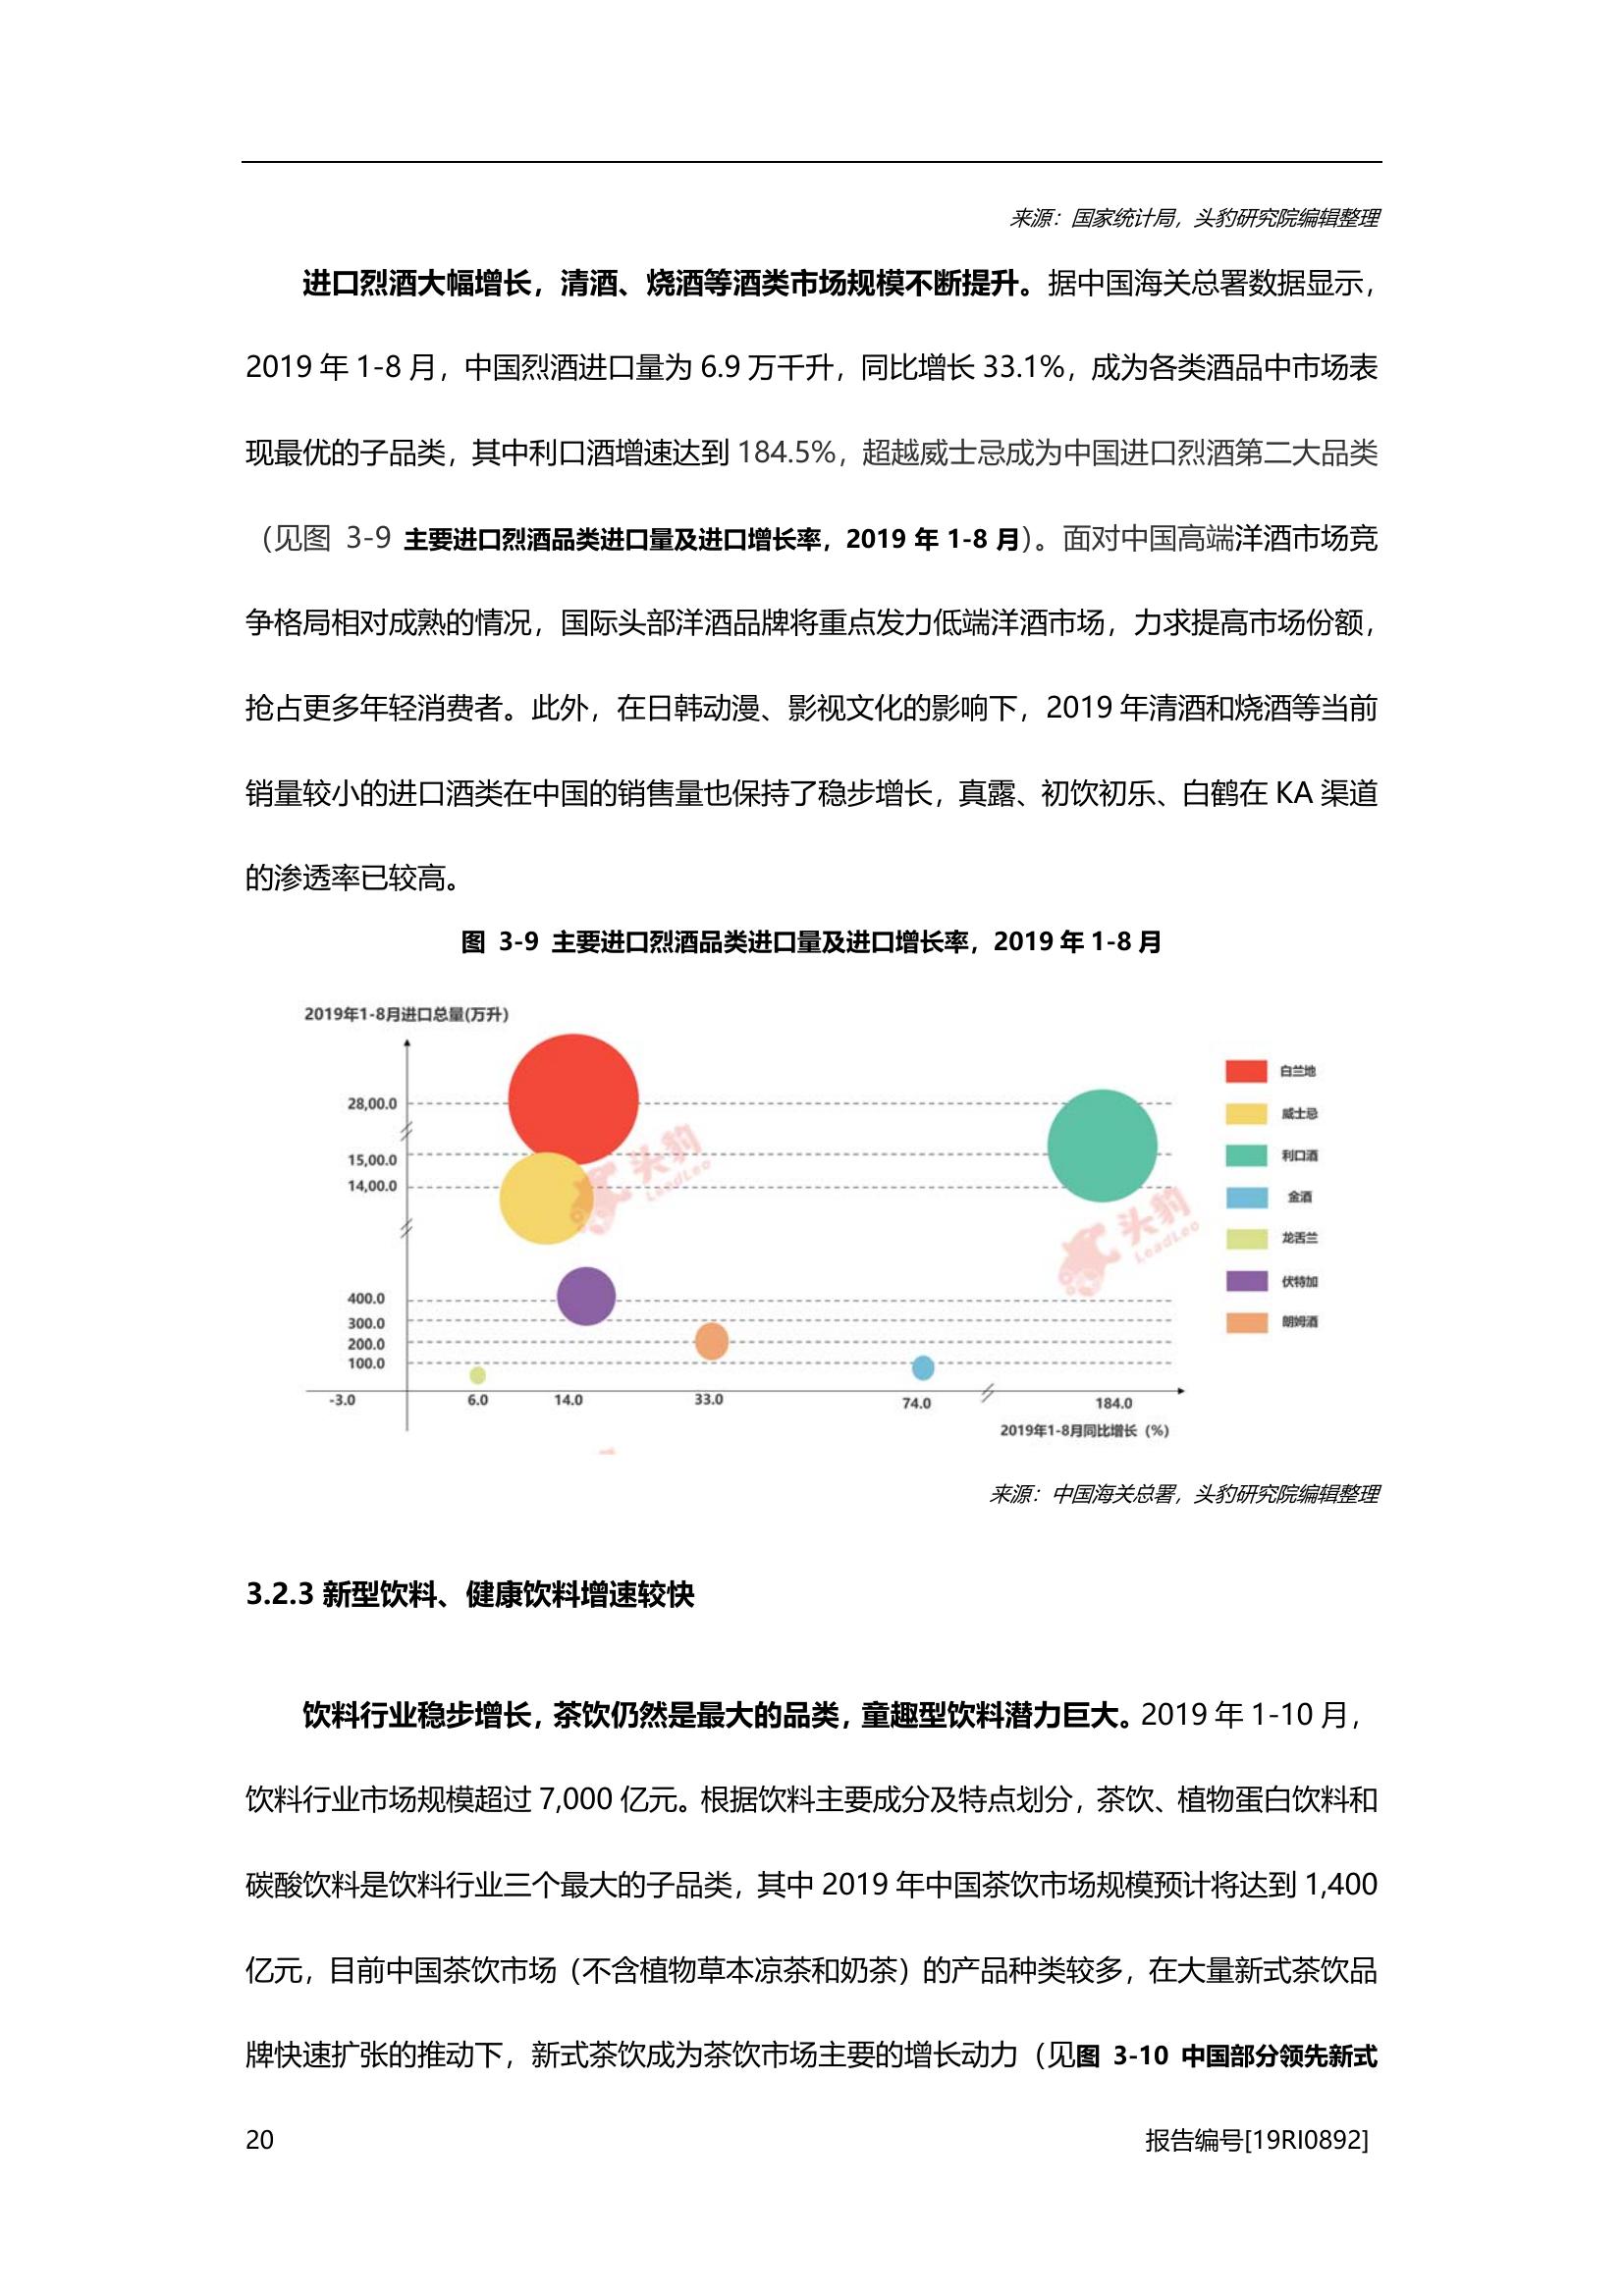 来源：国家统计局，头豹研究院编辑整理
进口烈酒大幅增长，清酒、烧酒等酒类市场规模不断提升。据中国海关总署数据显示，
2019 年 1-8 月，中国烈酒进口量为 6.9 万千升，同比增长 33.1%，成为各类酒品中市场表
现最优的子品类，其中利口酒增速达到 184.5%，超越威士忌成为中国进口烈酒第二大品类
（见图 3-9 主要进口烈酒品类进口量及进口增长率，2019 年 1-8 月）。面对中国高端洋酒市场竞
争格局相对成熟的情况，国际头部洋酒品牌将重点发力低端洋酒市场，力求提高市场份额，
抢占更多年轻消费者。此外，在日韩动漫、影视文化的影响下，2019 年清酒和烧酒等当前
销量较小的进口酒类在中国的销售量也保持了稳步增长，真露、初饮初乐、白鹤在 KA 渠道
的渗透率已较高。
图 3-9 主要进口烈酒品类进口量及进口增长率，2019 年 1-8 月
2019年1-8月进口总量(万升)
28,00.0
15,00.0
14,00.0
400.0
300.0
200.0
100.0
-3.0
6.0
14.0
33.0
74.0
184.0
2019年1-8月同比增长（%）
白兰地
威士忌
利口酒
金酒
龙舌兰
伏特加
朗姆酒
头豹
LeadLeo
头豹
LeadLeo
来源：中国海关总署，头豹研究院编辑整理
3.2.3 新型饮料、健康饮料增速较快
饮料行业稳步增长，茶饮仍然是最大的品类，童趣型饮料潜力巨大。2019 年 1-10 月，
饮料行业市场规模超过 7,000 亿元。根据饮料主要成分及特点划分，茶饮、植物蛋白饮料和
碳酸饮料是饮料行业三个最大的子品类，其中 2019 年中国茶饮市场规模预计将达到 1,400
亿元，目前中国茶饮市场（不含植物草本凉茶和奶茶）的产品种类较多，在大量新式茶饮品
牌快速扩张的推动下，新式茶饮成为茶饮市场主要的增长动力（见图 3-10 中国部分领先新式
20
报告编号[19RI0892]